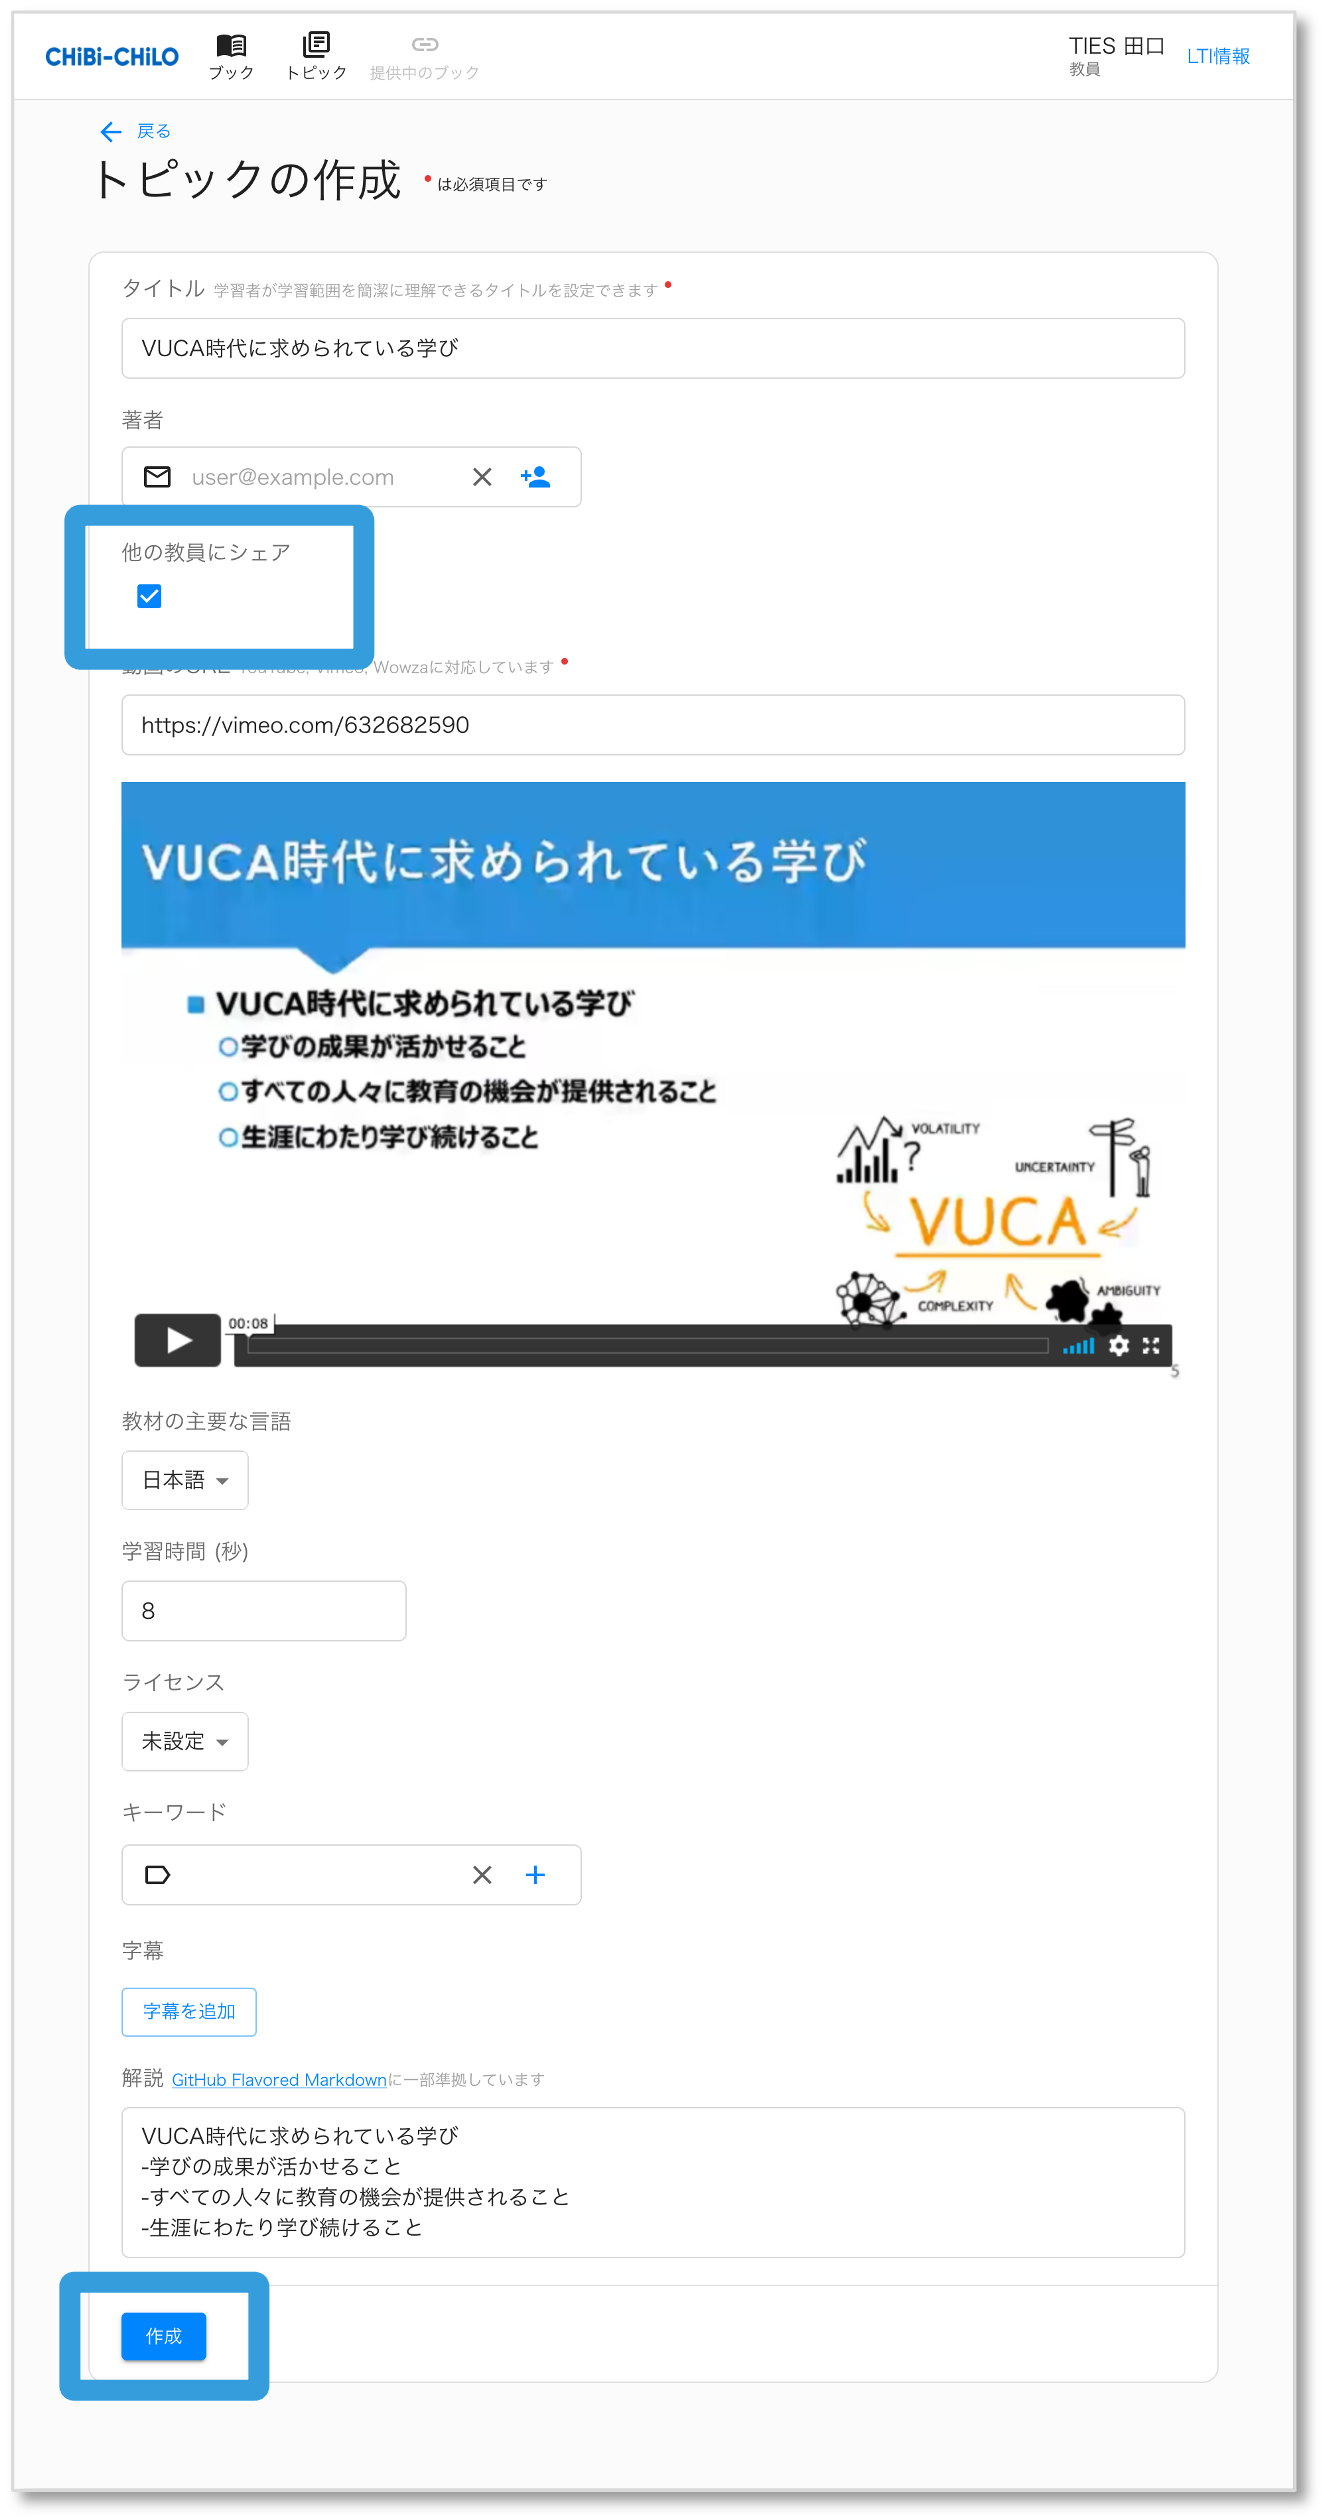 CHiBi-CHiLO
ブック
トピック
提供中のブック
TIES 田口
教員
LTI情報
戻る
トピックの作成 は必須項目です
タイトル 学習者が学習範囲を簡潔に理解できるタイトルを設定できます
VUCA時代に求められている学び
著者
user@example.com
他の教員にシェア
動画のURL YouTube, Vimeo, Wowzaに対応しています
https://vimeo.com/632682590
VUCA時代に求められている学び
VUCA時代に求められている学び
学びの成果が活かせること
すべての人々に教育の機会が提供されること
生涯にわたり学び続けること
VOLATILITY
?
UNCERTAINTY
VUCA
COMPLEXITY
AMBIGUITY
00:08
5
教材の主要な言語
日本語
学習時間 (秒)
8
ライセンス
未設定
キーワード
字幕
字幕を追加
解説 GitHub Flavored Markdownに一部準拠しています
VUCA時代に求められている学び
-学びの成果が活かせること
-すべての人々に教育の機会が提供されること
-生涯にわたり学び続けること
作成